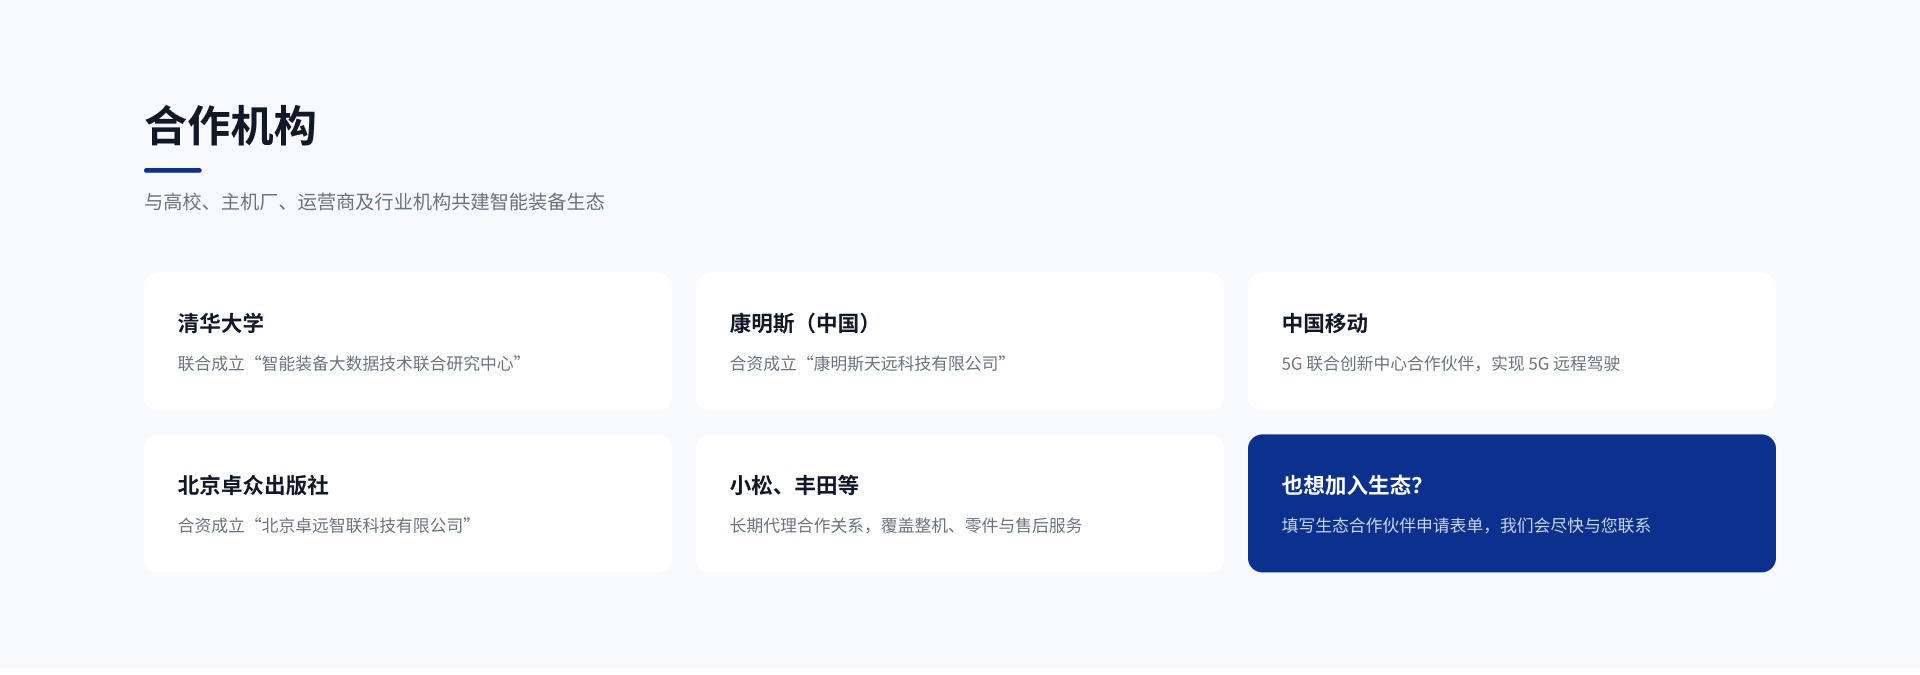 合作机构
与高校、主机厂、运营商及行业机构共建智能装备生态
清华大学
联合成立“智能装备大数据技术联合研究中心”
康明斯（中国）
合资成立“康明斯天远科技有限公司”
中国移动
5G 联合创新中心合作伙伴，实现 5G 远程驾驶
北京卓众出版社
合资成立“北京卓远智联科技有限公司”
小松、丰田等
长期代理合作关系，覆盖整机、零件与售后服务
也想加入生态？
填写生态合作伙伴申请表单，我们会尽快与您联系